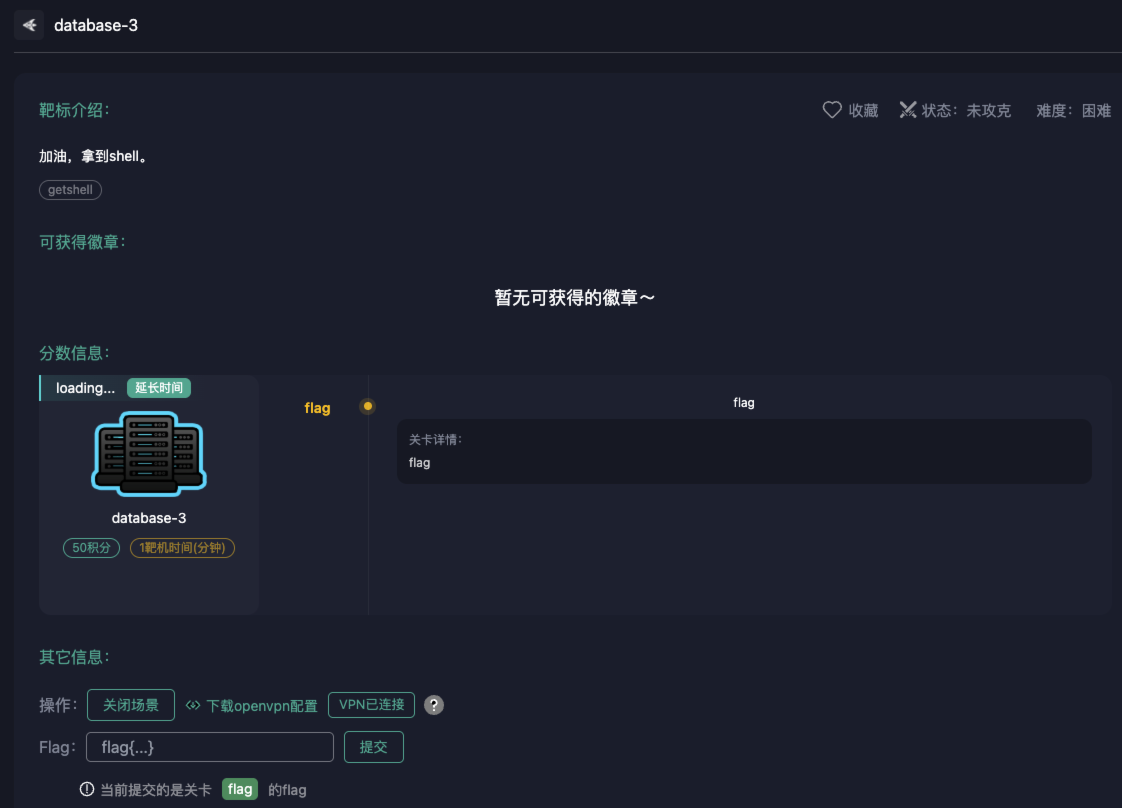 database-3
靶标介绍：
收藏 状态：未攻克 难度：困难
加油，拿到shell。
getshell
可获得徽章：
暂无可获得的徽章～
分数信息：
loading... 延长时间
flag
flag
关卡详情：
flag
database-3
50积分 1靶机时间(分钟)
其它信息：
操作： 关闭场景 下载openvpn配置 VPN已连接 ?
Flag： flag{...} 提交
当前提交的是关卡 flag 的flag